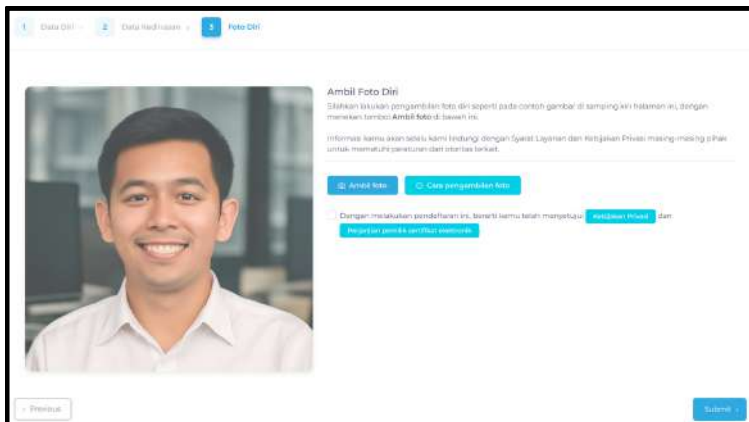 1 Data Diri 2 Data Kedinasan 3 Foto Diri
Ambil Foto Diri
Silahkan lakukan pengambilan foto diri seperti pada contoh gambar di samping kiri halaman ini, dengan
menekan tombol Ambil foto di bawah ini.
Informasi kamu akan selalu kami lindungi dengan Syarat Layanan dan Kebijakan Privasi masing-masing pihak
untuk mematuhi peraturan dari otoritas terkait.
Ambil foto Cara pengambilan foto
Dengan melakukan pendaftaran ini, berarti kamu telah menyetujui Kebijakan Privasi dan
Perjanjian pemilik sertifikat elektronik
Previous Submit